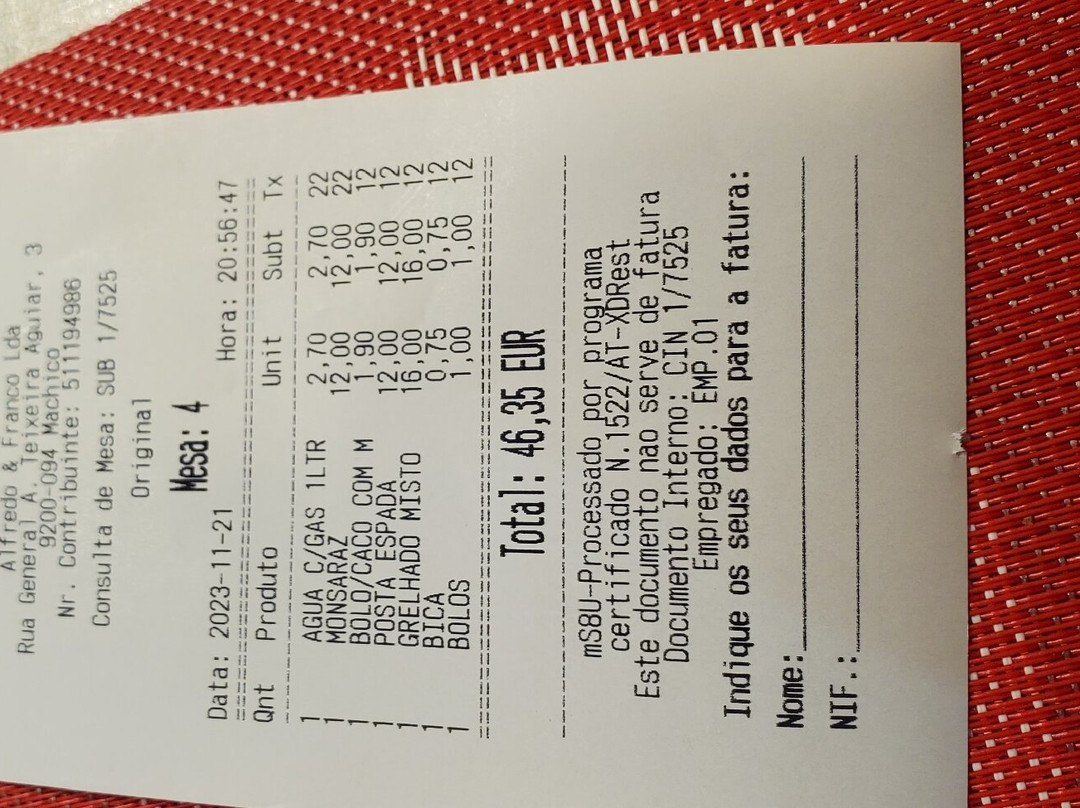 Alfredo & Franco Lda
Rua General A. Teixeira Aguiar, 3
9200-094 Machico
Nr. Contribuinte: 511194986
Consulta de Mesa: SUB 1/7525
Original
Mesa: 4
Data: 2023-11-21 Hora: 20:56:47
Qnt Produto Unit Subt Tx
1 AGUA C/GAS 1LTR 2,70 2,70 22
1 MONSARAZ 12,00 12,00 22
1 BOLO/CACO COM M 1,90 1,90 12
1 POSTA ESPADA 12,00 12,00 12
1 GRELHADO MISTO 16,00 16,00 12
1 BICA 0,75 0,75 12
1 BOLOS 1,00 1,00 12
Total: 46,35 EUR
mS8U-Processado por programa
certificado N.1522/AT-XDRest
Este documento nao serve de fatura
Documento Interno: CIN 1/7525
Empregado: EMP.01
Indique os seus dados para a fatura:
Nome:
NIF.: